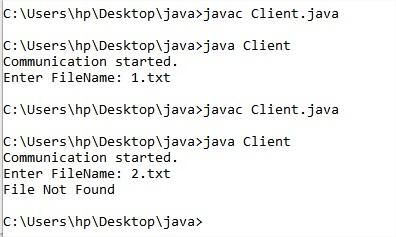 C:\Users\hp\Desktop\java>javac Client.java
C:\Users\hp\Desktop\java>java Client
Communication started.
Enter FileName: 1.txt
C:\Users\hp\Desktop\java>javac Client.java
C:\Users\hp\Desktop\java>java Client
Communication started.
Enter FileName: 2.txt
File Not Found
C:\Users\hp\Desktop\java>